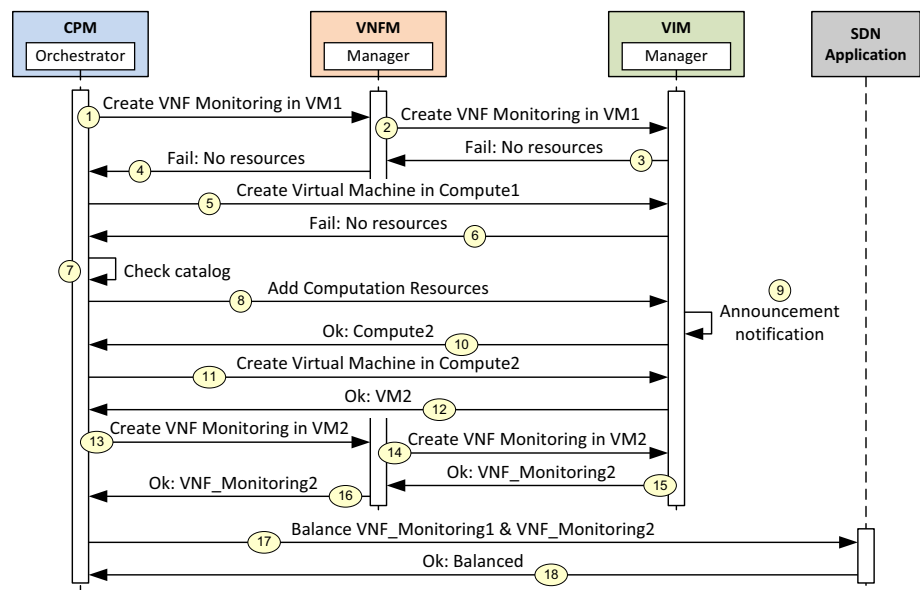 CPM
Orchestrator
VNFM
Manager
VIM
Manager
SDN
Application
1
Create VNF Monitoring in VM1
2
Create VNF Monitoring in VM1
3
Fail: No resources
4
Fail: No resources
5
Create Virtual Machine in Compute1
6
Fail: No resources
7
Check catalog
8
Add Computation Resources
9
Announcement
notification
10
Ok: Compute2
11
Create Virtual Machine in Compute2
12
Ok: VM2
13
Create VNF Monitoring in VM2
14
Create VNF Monitoring in VM2
15
Ok: VNF_Monitoring2
16
Ok: VNF_Monitoring2
17
Balance VNF_Monitoring1 & VNF_Monitoring2
18
Ok: Balanced